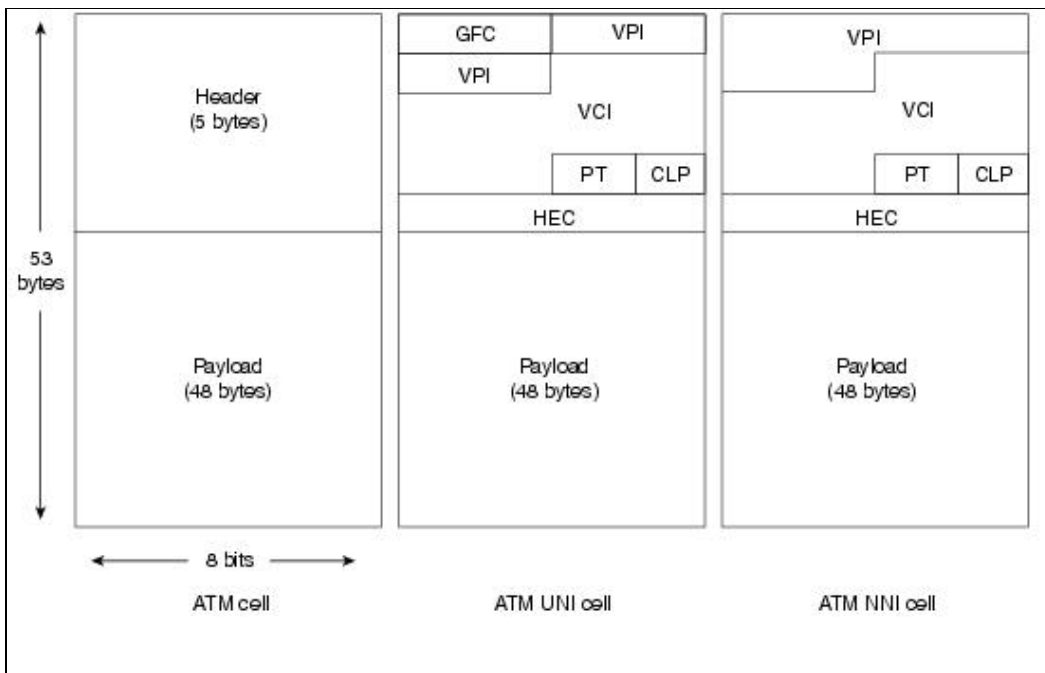 GFC VPI VPI
VPI
Header
(5 bytes)
VCI VCI
PT CLP PT CLP
HEC HEC
53
bytes
Payload Payload Payload
(48 bytes) (48 bytes) (48 bytes)
8 bits
ATM cell ATM UNI cell ATM NNI cell